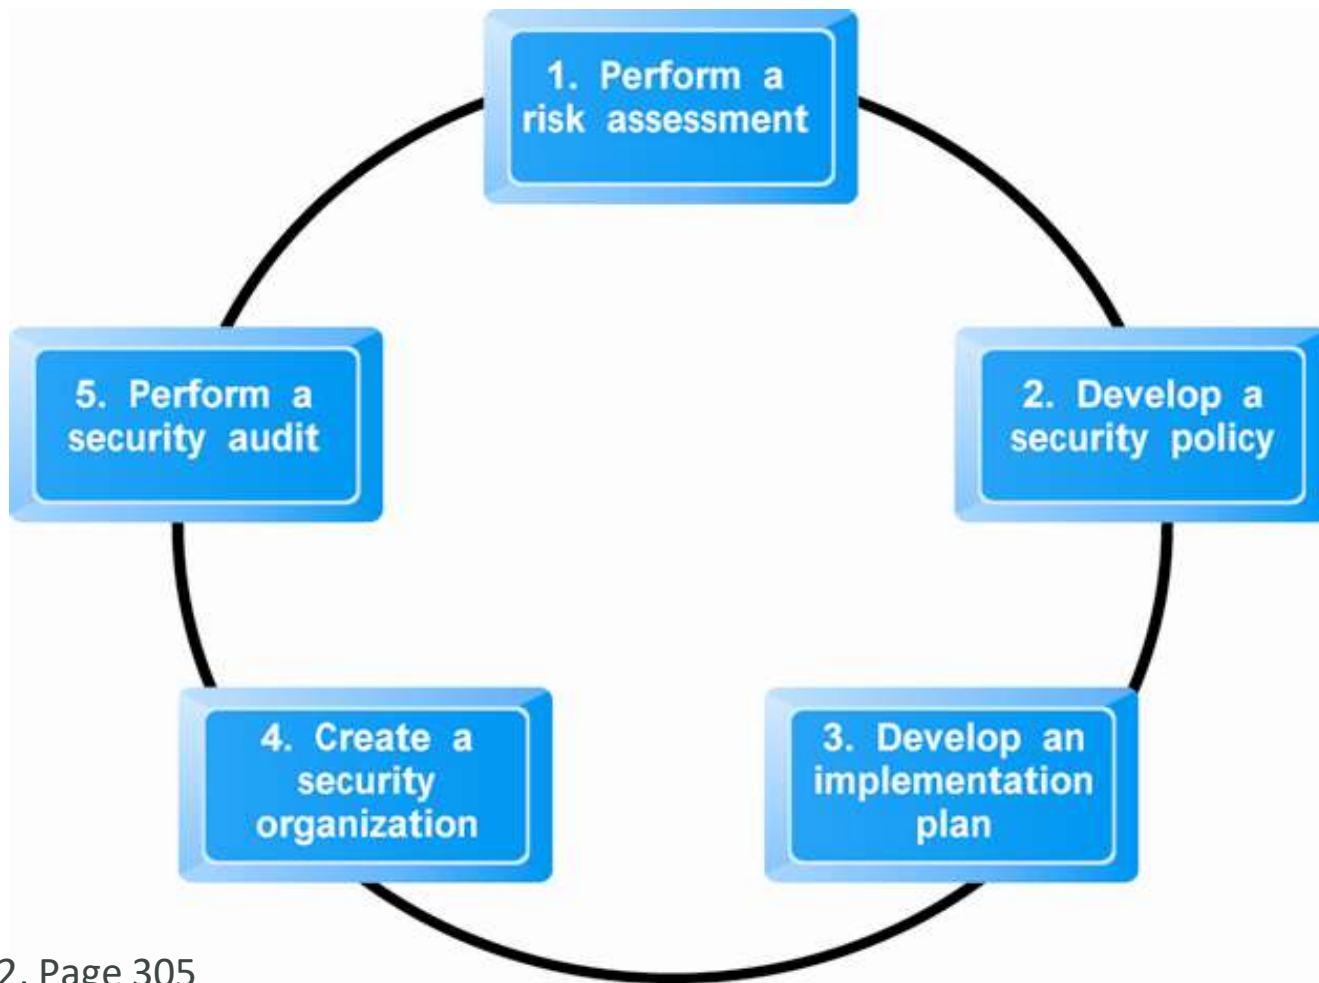 1. Perform a
risk assessment
2. Develop a
security policy
3. Develop an
implementation
plan
4. Create a
security
organization
5. Perform a
security audit
2. Page 305